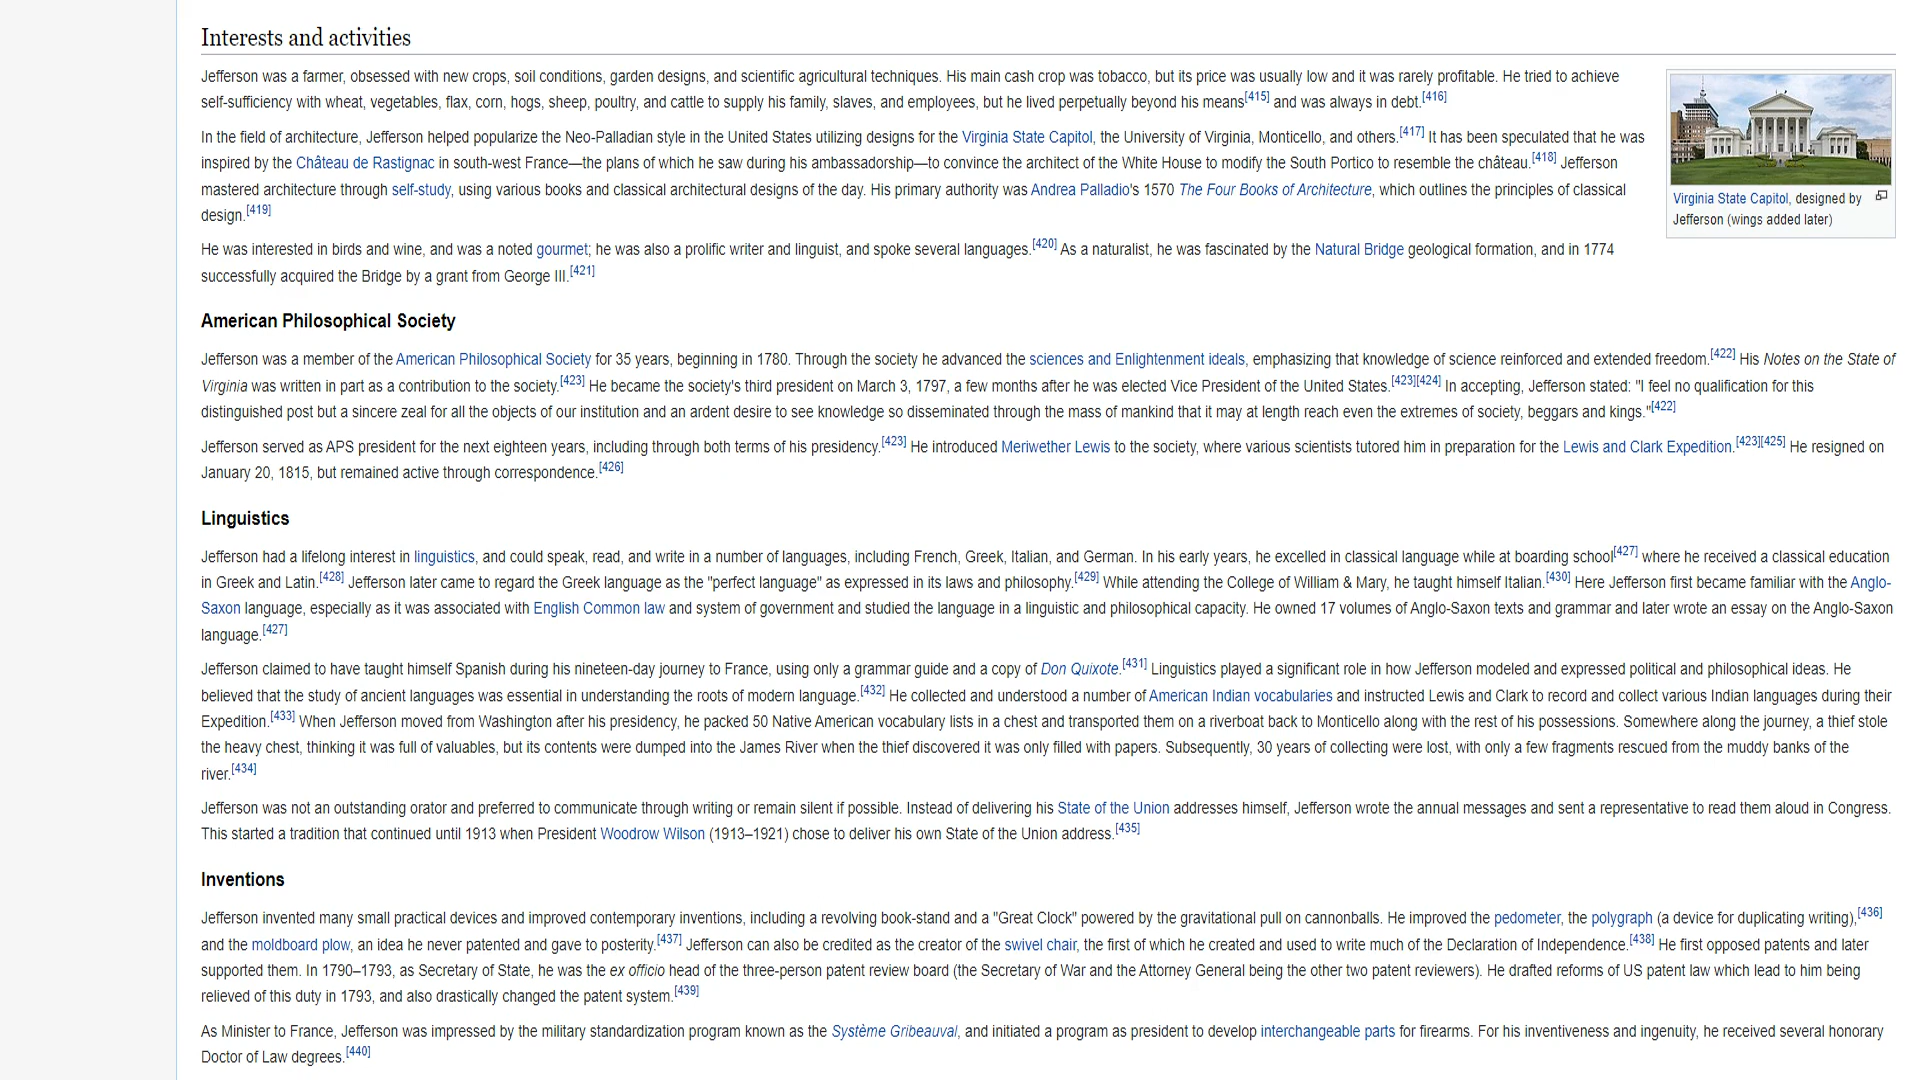 Interests and activities
Jefferson was a farmer, obsessed with new crops, soil conditions, garden designs, and scientific agricultural techniques. His main cash crop was tobacco, but its price was usually low and it was rarely profitable. He tried to achieve
self-sufficiency with wheat, vegetables, flax, corn, hogs, sheep, poultry, and cattle to supply his family, slaves, and employees, but he lived perpetually beyond his means[415] and was always in debt.[416]
In the field of architecture, Jefferson helped popularize the Neo-Palladian style in the United States utilizing designs for the Virginia State Capitol, the University of Virginia, Monticello, and others.[417] It has been speculated that he was
inspired by the Château de Rastignac in south-west France—the plans of which he saw during his ambassadorship—to convince the architect of the White House to modify the South Portico to resemble the château.[418] Jefferson
mastered architecture through self-study, using various books and classical architectural designs of the day. His primary authority was Andrea Palladio's 1570 The Four Books of Architecture, which outlines the principles of classical
design.[419]
Virginia State Capitol, designed by
Jefferson (wings added later)
He was interested in birds and wine, and was a noted gourmet; he was also a prolific writer and linguist, and spoke several languages.[420] As a naturalist, he was fascinated by the Natural Bridge geological formation, and in 1774
successfully acquired the Bridge by a grant from George III.[421]
American Philosophical Society
Jefferson was a member of the American Philosophical Society for 35 years, beginning in 1780. Through the society he advanced the sciences and Enlightenment ideals, emphasizing that knowledge of science reinforced and extended freedom.[422] His Notes on the State of
Virginia was written in part as a contribution to the society.[423] He became the society's third president on March 3, 1797, a few months after he was elected Vice President of the United States.[423][424] In accepting, Jefferson stated: "I feel no qualification for this
distinguished post but a sincere zeal for all the objects of our institution and an ardent desire to see knowledge so disseminated through the mass of mankind that it may at length reach even the extremes of society, beggars and kings."[422]
Jefferson served as APS president for the next eighteen years, including through both terms of his presidency.[423] He introduced Meriwether Lewis to the society, where various scientists tutored him in preparation for the Lewis and Clark Expedition.[423][425] He resigned on
January 20, 1815, but remained active through correspondence.[426]
Linguistics
Jefferson had a lifelong interest in linguistics, and could speak, read, and write in a number of languages, including French, Greek, Italian, and German. In his early years, he excelled in classical language while at boarding school[427] where he received a classical education
in Greek and Latin.[428] Jefferson later came to regard the Greek language as the "perfect language" as expressed in its laws and philosophy.[429] While attending the College of William & Mary, he taught himself Italian.[430] Here Jefferson first became familiar with the Anglo-
Saxon language, especially as it was associated with English Common law and system of government and studied the language in a linguistic and philosophical capacity. He owned 17 volumes of Anglo-Saxon texts and grammar and later wrote an essay on the Anglo-Saxon
language.[427]
Jefferson claimed to have taught himself Spanish during his nineteen-day journey to France, using only a grammar guide and a copy of Don Quixote.[431] Linguistics played a significant role in how Jefferson modeled and expressed political and philosophical ideas. He
believed that the study of ancient languages was essential in understanding the roots of modern language.[432] He collected and understood a number of American Indian vocabularies and instructed Lewis and Clark to record and collect various Indian languages during their
Expedition.[433] When Jefferson moved from Washington after his presidency, he packed 50 Native American vocabulary lists in a chest and transported them on a riverboat back to Monticello along with the rest of his possessions. Somewhere along the journey, a thief stole
the heavy chest, thinking it was full of valuables, but its contents were dumped into the James River when the thief discovered it was only filled with papers. Subsequently, 30 years of collecting were lost, with only a few fragments rescued from the muddy banks of the
river.[434]
Jefferson was not an outstanding orator and preferred to communicate through writing or remain silent if possible. Instead of delivering his State of the Union addresses himself, Jefferson wrote the annual messages and sent a representative to read them aloud in Congress.
This started a tradition that continued until 1913 when President Woodrow Wilson (1913–1921) chose to deliver his own State of the Union address.[435]
Inventions
Jefferson invented many small practical devices and improved contemporary inventions, including a revolving book-stand and a "Great Clock" powered by the gravitational pull on cannonballs. He improved the pedometer, the polygraph (a device for duplicating writing),[436]
and the moldboard plow, an idea he never patented and gave to posterity.[437] Jefferson can also be credited as the creator of the swivel chair, the first of which he created and used to write much of the Declaration of Independence.[438] He first opposed patents and later
supported them. In 1790–1793, as Secretary of State, he was the ex officio head of the three-person patent review board (the Secretary of War and the Attorney General being the other two patent reviewers). He drafted reforms of US patent law which lead to him being
relieved of this duty in 1793, and also drastically changed the patent system.[439]
As Minister to France, Jefferson was impressed by the military standardization program known as the Système Gribeauval, and initiated a program as president to develop interchangeable parts for firearms. For his inventiveness and ingenuity, he received several honorary
Doctor of Law degrees.[440]